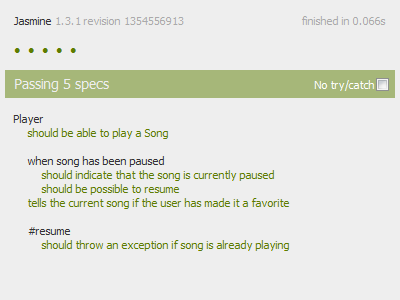 Jasmine 1.3.1 revision 1354556913 finished in 0.066s
• • • • •
Passing 5 specs No try/catch
Player
should be able to play a Song
when song has been paused
should indicate that the song is currently paused
should be possible to resume
tells the current song if the user has made it a favorite
#resume
should throw an exception if song is already playing